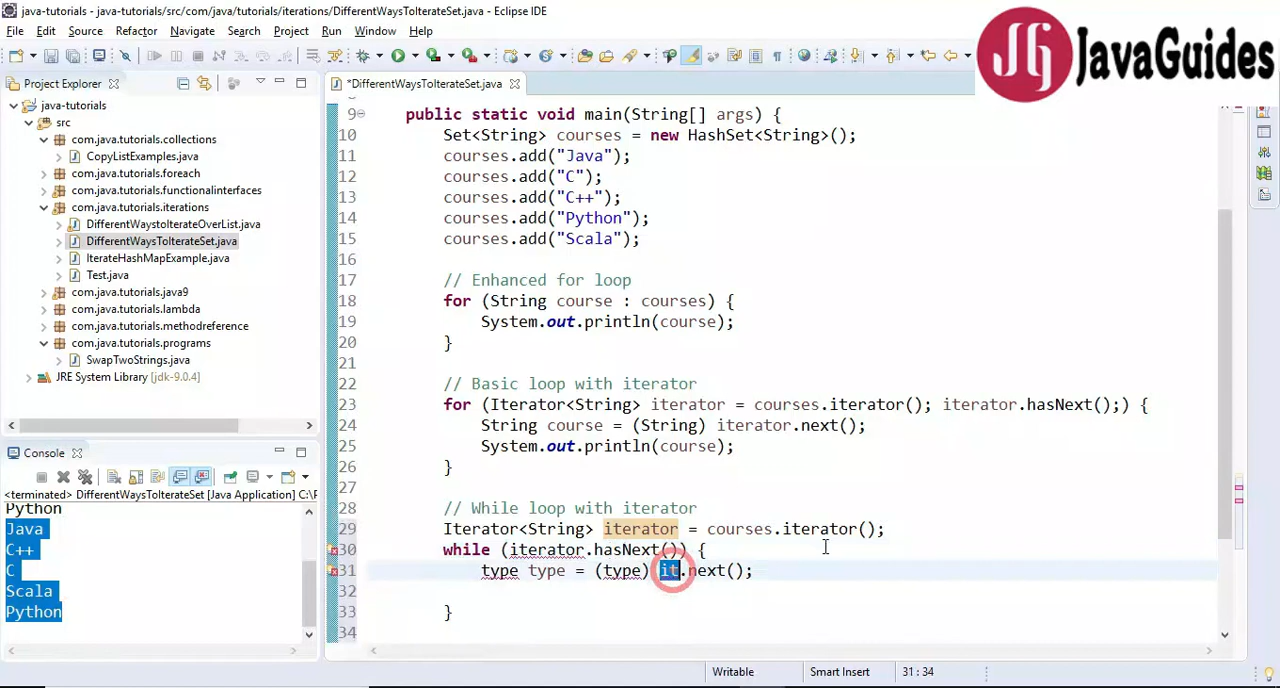 java-tutorials - java-tutorials/src/com/java/tutorials/iterations/DifferentWaysToIterateSet.java - Eclipse IDE
File Edit Source Refactor Navigate Search Project Run Window Help
JavaGuides
Project Explorer
*DifferentWaysToIterateSet.java
java-tutorials
src
com.java.tutorials.collections
CopyListExamples.java
com.java.tutorials.foreach
com.java.tutorials.functionalinterfaces
com.java.tutorials.iterations
DifferentWaystoIterateOverList.java
DifferentWaysToIterateSet.java
IterateHashMapExample.java
Test.java
com.java.tutorials.java9
com.java.tutorials.lambda
com.java.tutorials.methodreference
com.java.tutorials.programs
SwapTwoStrings.java
JRE System Library [jdk-9.0.4]
9 public static void main(String[] args) {
10 Set<String> courses = new HashSet<String>();
11 courses.add("Java");
12 courses.add("C");
13 courses.add("C++");
14 courses.add("Python");
15 courses.add("Scala");
16
17 // Enhanced for loop
18 for (String course : courses) {
19 System.out.println(course);
20 }
21
22 // Basic loop with iterator
23 for (Iterator<String> iterator = courses.iterator(); iterator.hasNext();) {
24 String course = (String) iterator.next();
25 System.out.println(course);
26 }
27
28 // While loop with iterator
29 Iterator<String> iterator = courses.iterator();
30 while (iterator.hasNext()) {
31 type type = (type) it.next();
32
33 }
34
Console
<terminated> DifferentWaysToIterateSet [Java Application] C:\P
Python
Java
C++
C
Scala
Python
Writable Smart Insert 31 : 34